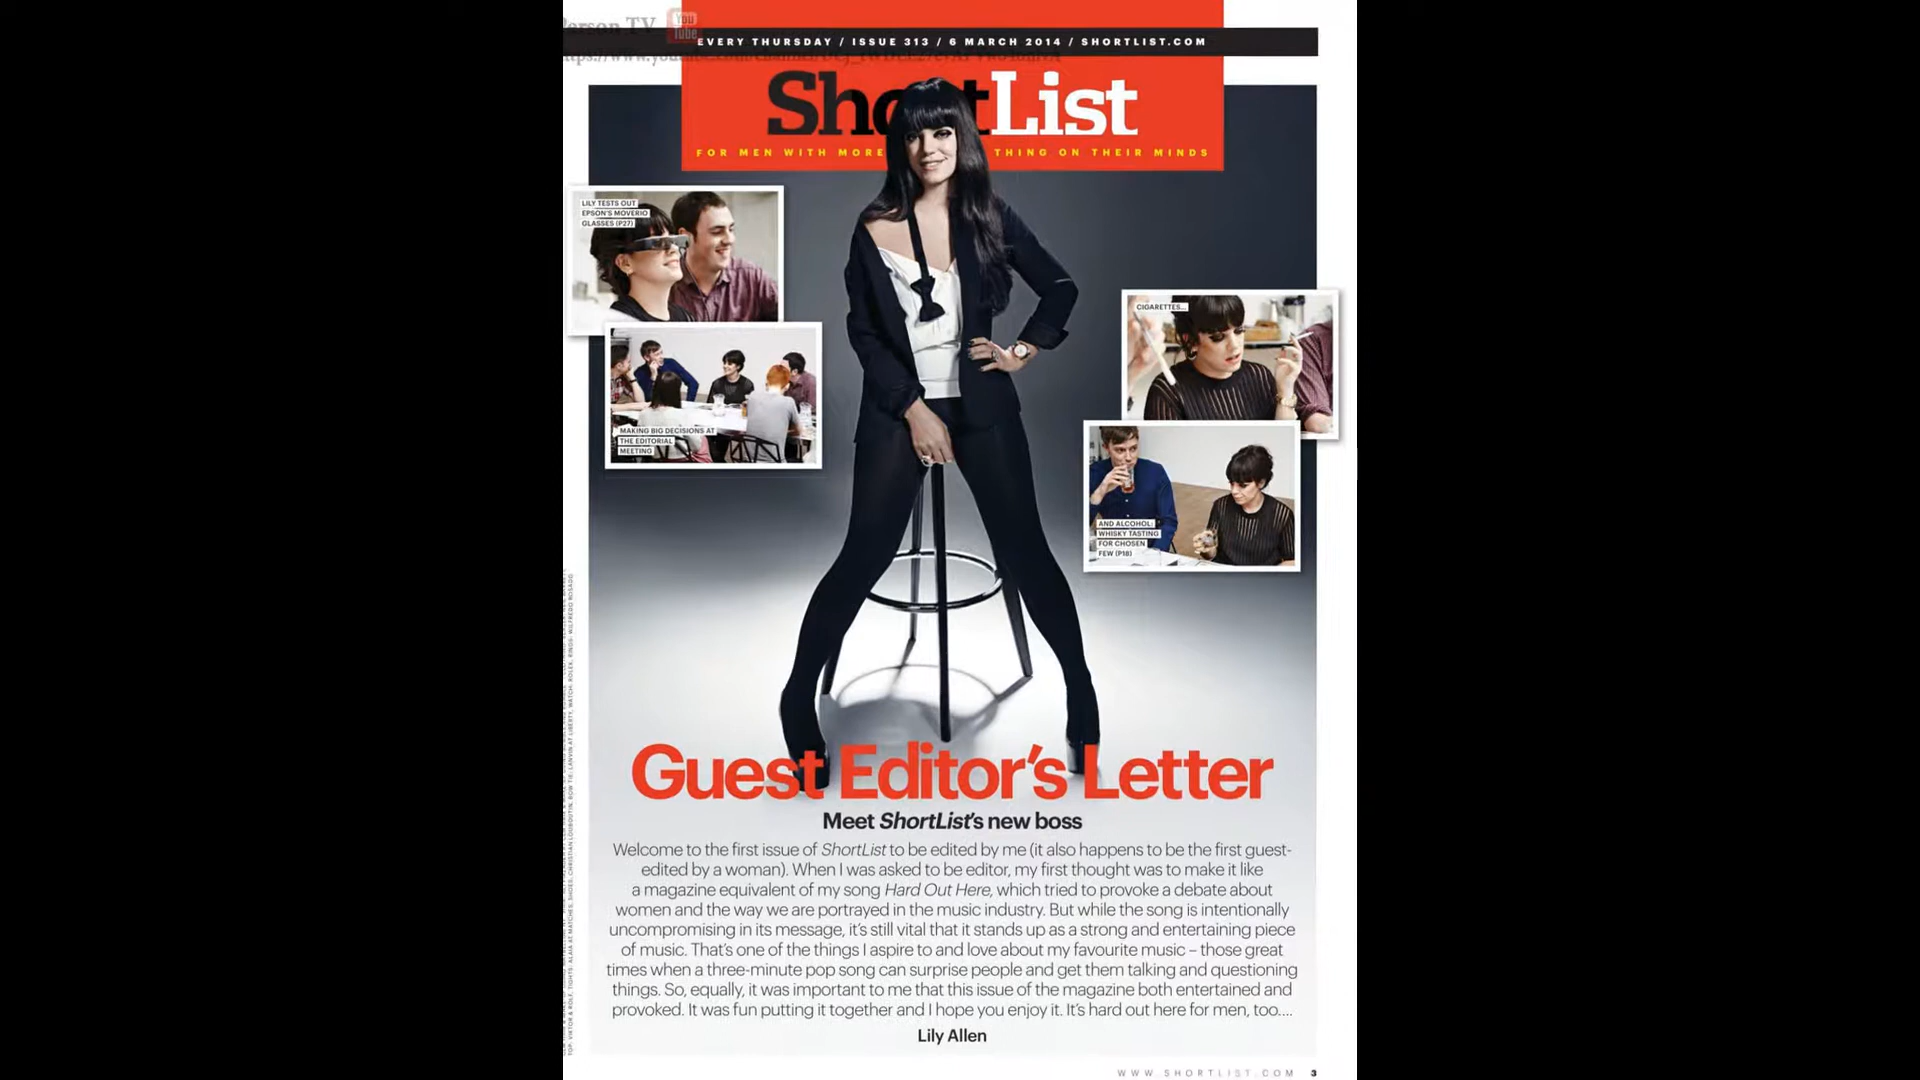 Person TV You Tube
EVERY THURSDAY / ISSUE 313 / 6 MARCH 2014 / SHORTLIST.COM
ShortList
FOR MEN WITH MORE THING ON THEIR MINDS
LILY TESTS OUT
EPSON'S MOVERIO
GLASSES (P27)
MAKING BIG DECISIONS AT
THE EDITORIAL
MEETING
CIGARETTES...
AND ALCOHOL:
WHISKY TASTING
FOR CHOSEN
FEW (P18)
Guest Editor's Letter
Meet ShortList's new boss
Welcome to the first issue of ShortList to be edited by me (it also happens to be the first guest-
edited by a woman). When I was asked to be editor, my first thought was to make it like
a magazine equivalent of my song Hard Out Here, which tried to provoke a debate about
women and the way we are portrayed in the music industry. But while the song is intentionally
uncompromising in its message, it's still vital that it stands up as a strong and entertaining piece
of music. That's one of the things I aspire to and love about my favourite music – those great
times when a three-minute pop song can surprise people and get them talking and questioning
things. So, equally, it was important to me that this issue of the magazine both entertained and
provoked. It was fun putting it together and I hope you enjoy it. It's hard out here for men, too....
Lily Allen
WWW.SHORTLIST.COM 3